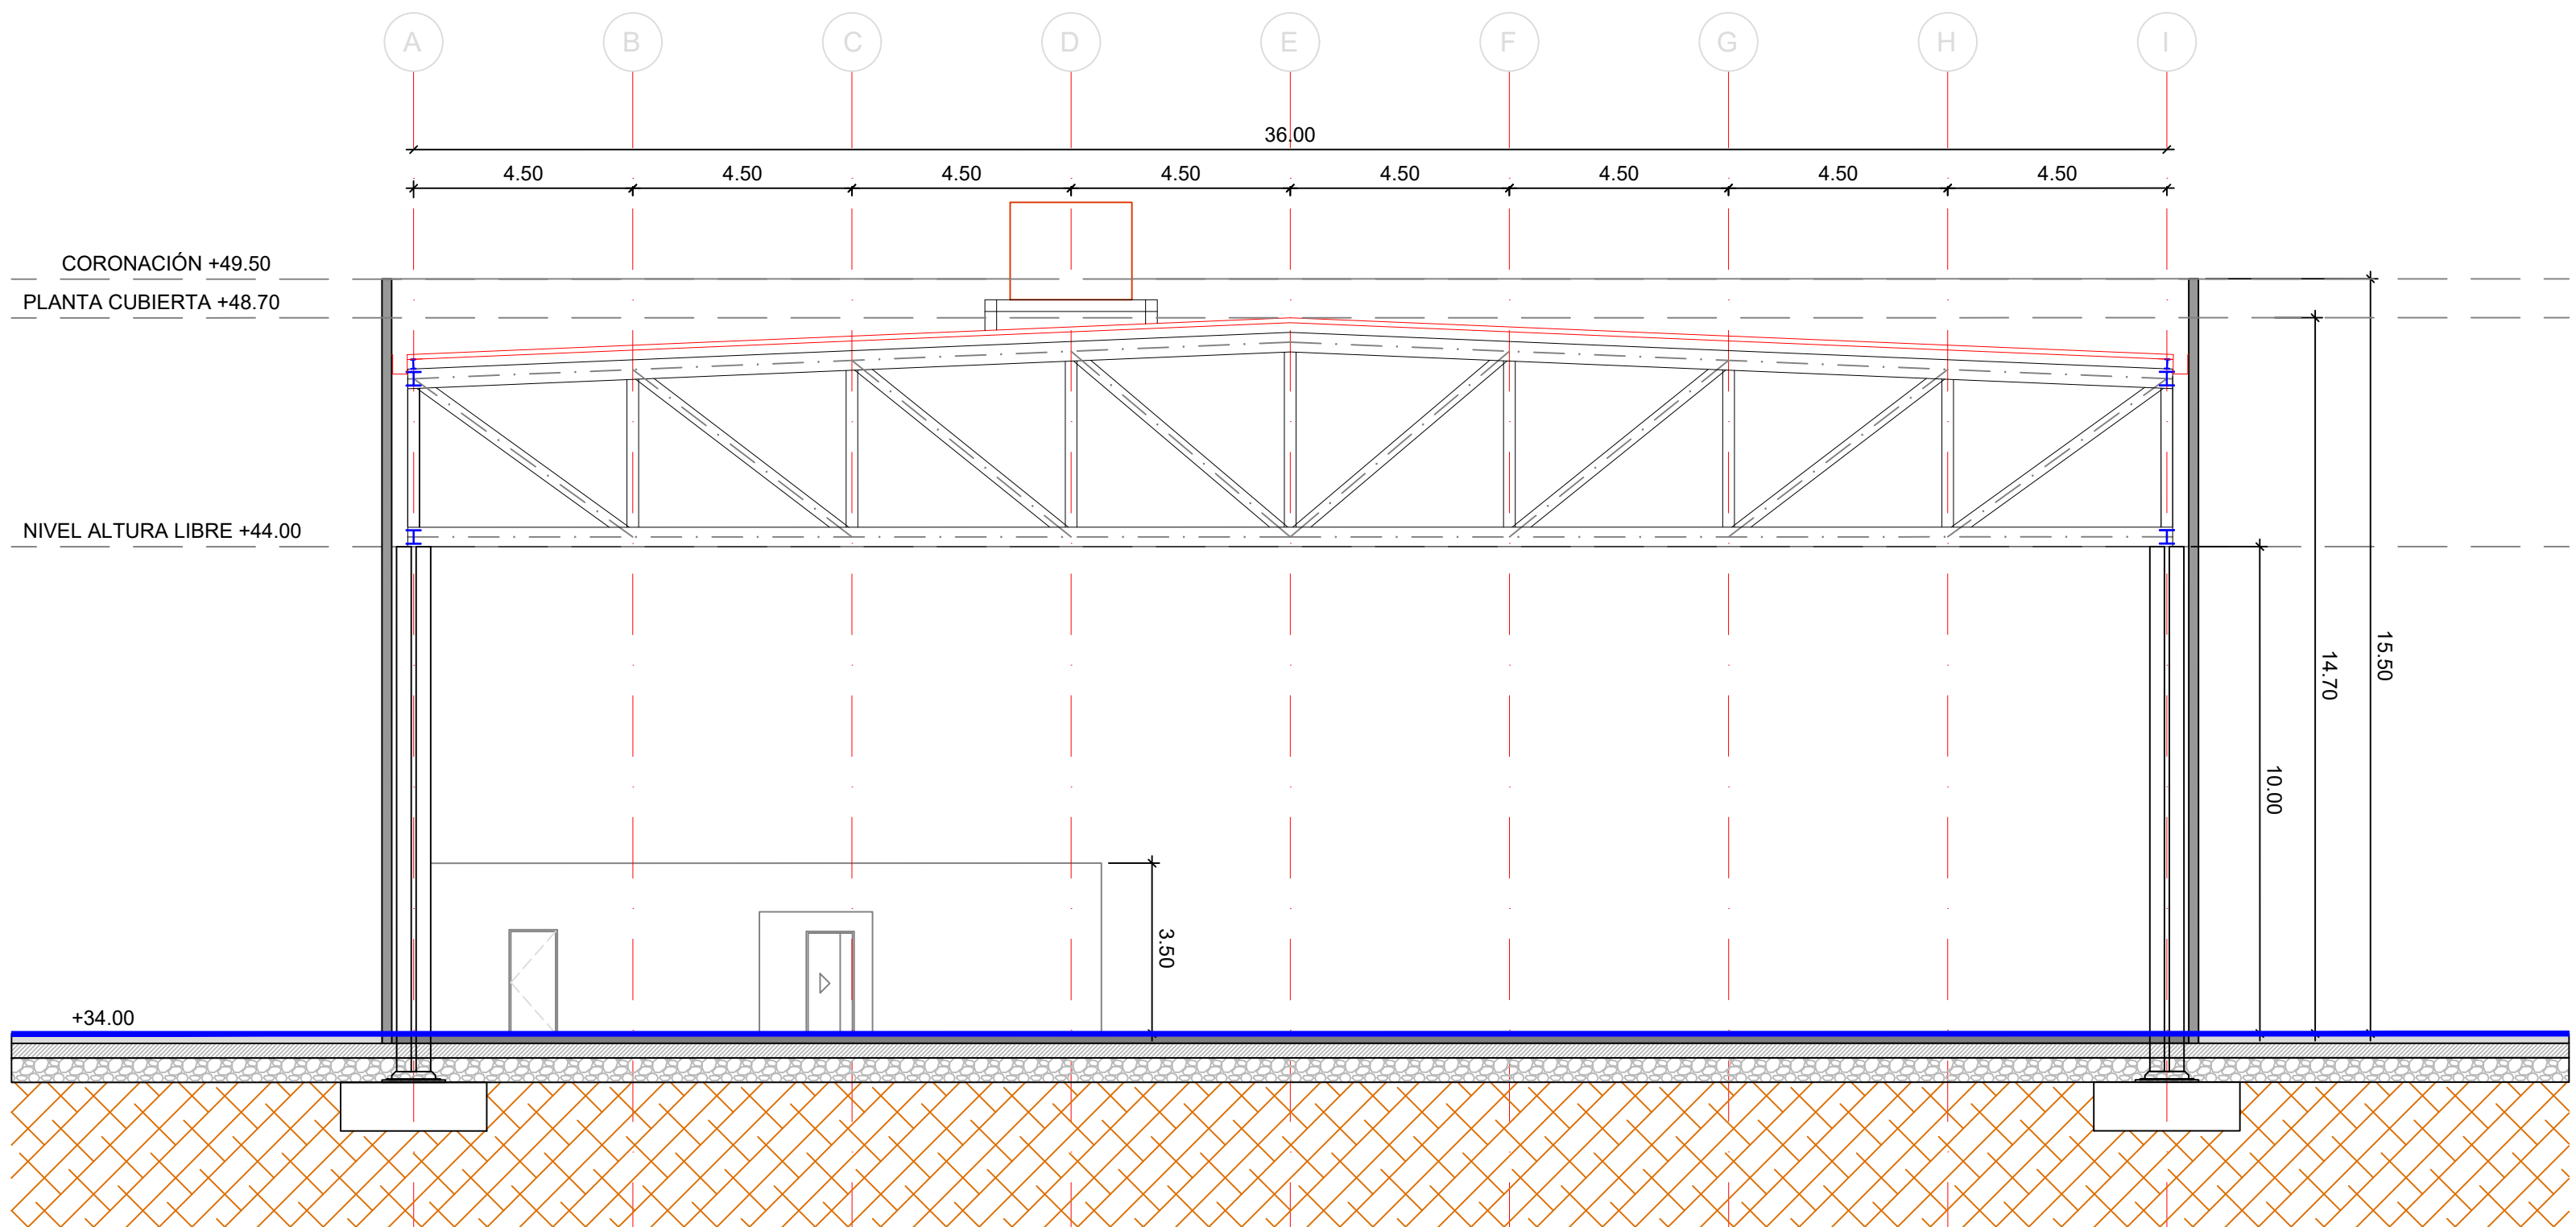 A B C D E F G H I
36.00
4.50 4.50 4.50 4.50 4.50 4.50 4.50 4.50
CORONACIÓN +49.50
PLANTA CUBIERTA +48.70
NIVEL ALTURA LIBRE +44.00
15.50
14.70
10.00
3.50
+34.00